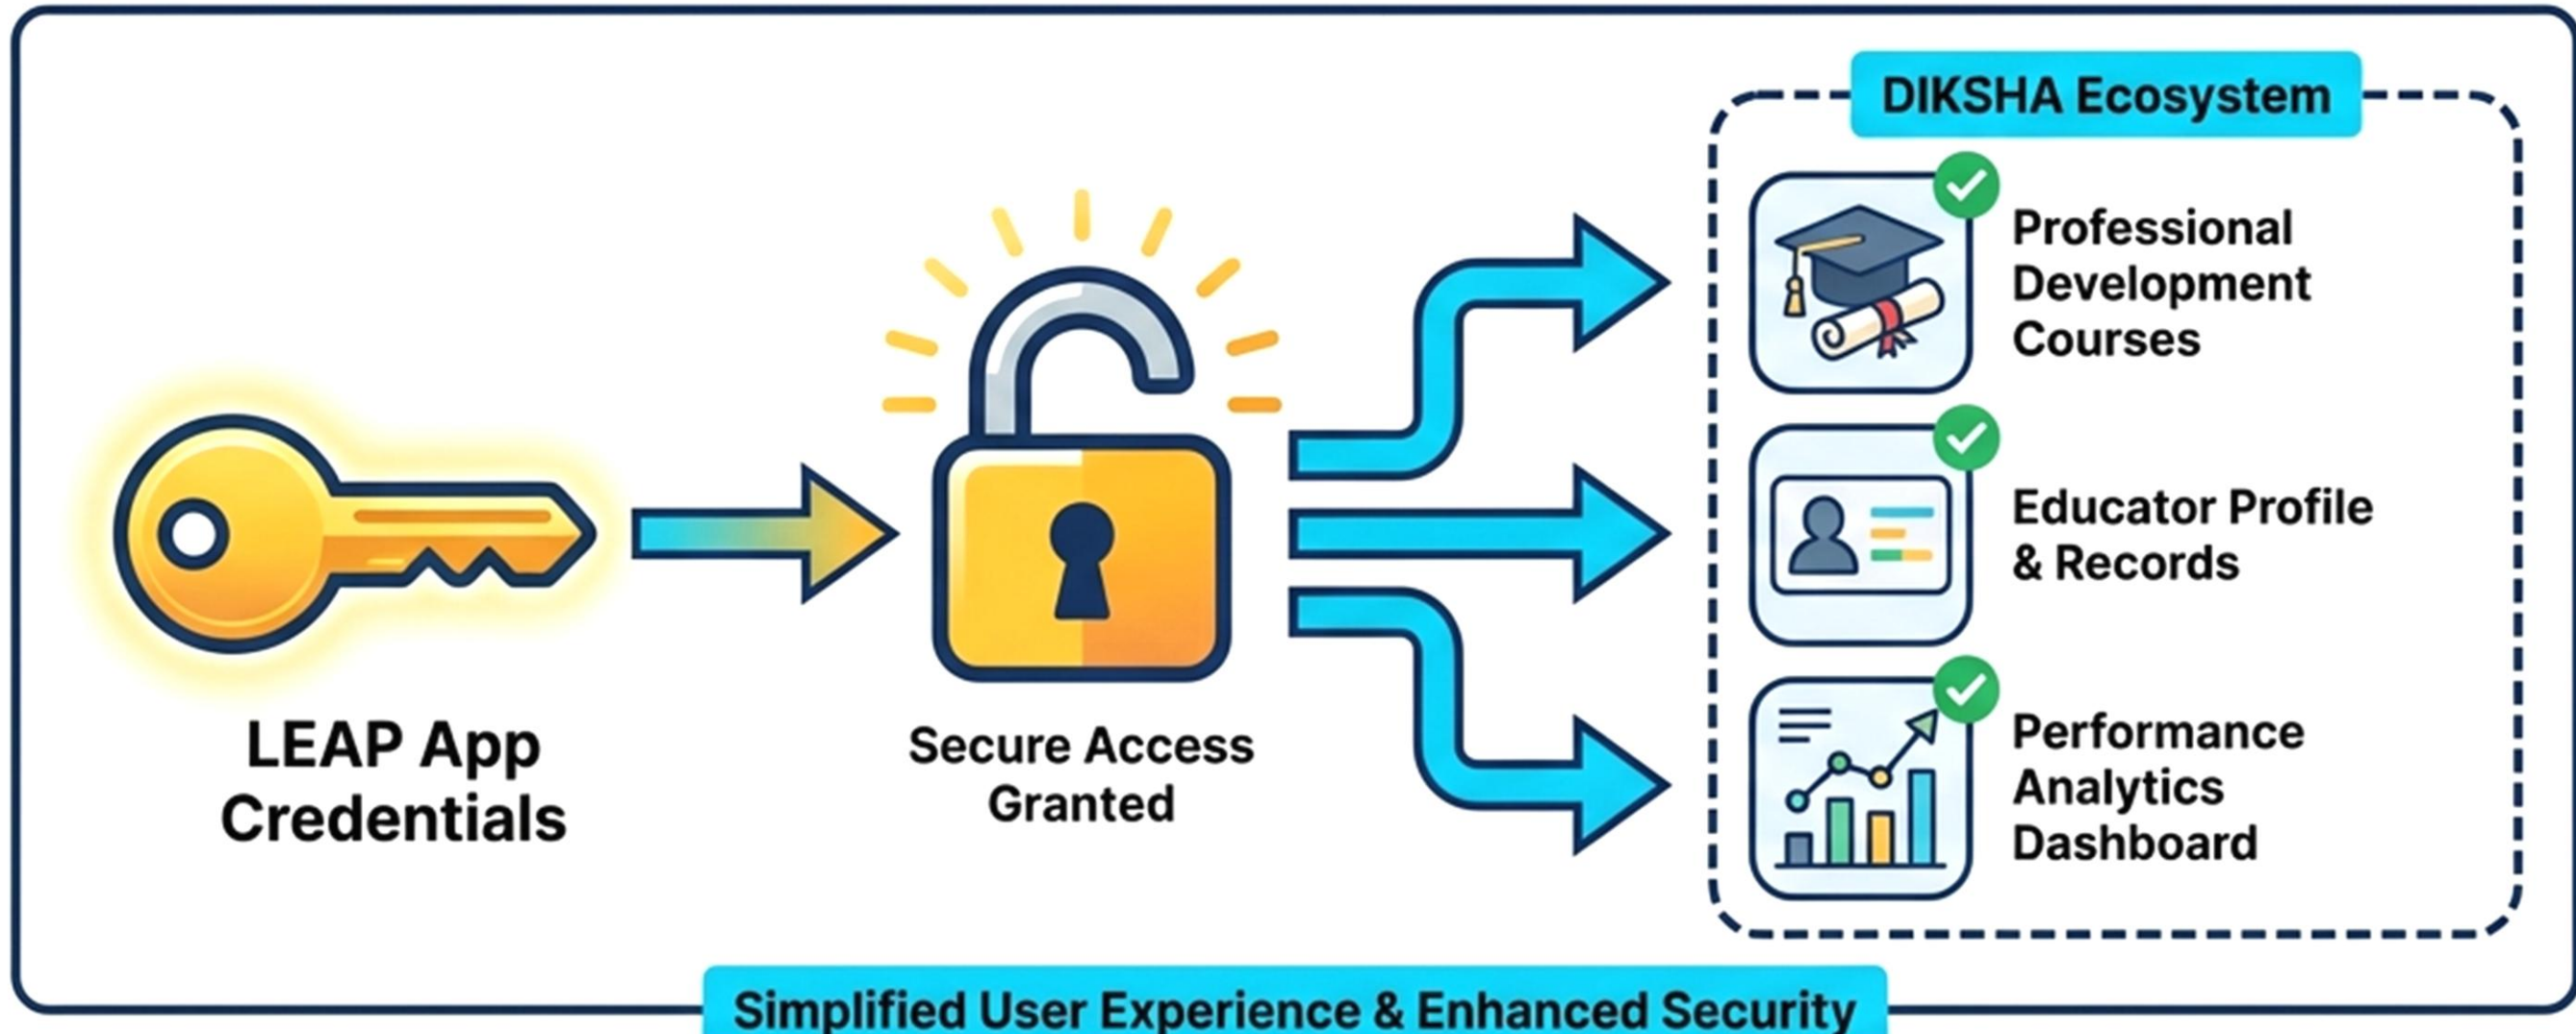 LEAP App
Credentials
Secure Access
Granted
DIKSHA Ecosystem
Professional
Development
Courses
Educator Profile
& Records
Performance
Analytics
Dashboard
Simplified User Experience & Enhanced Security